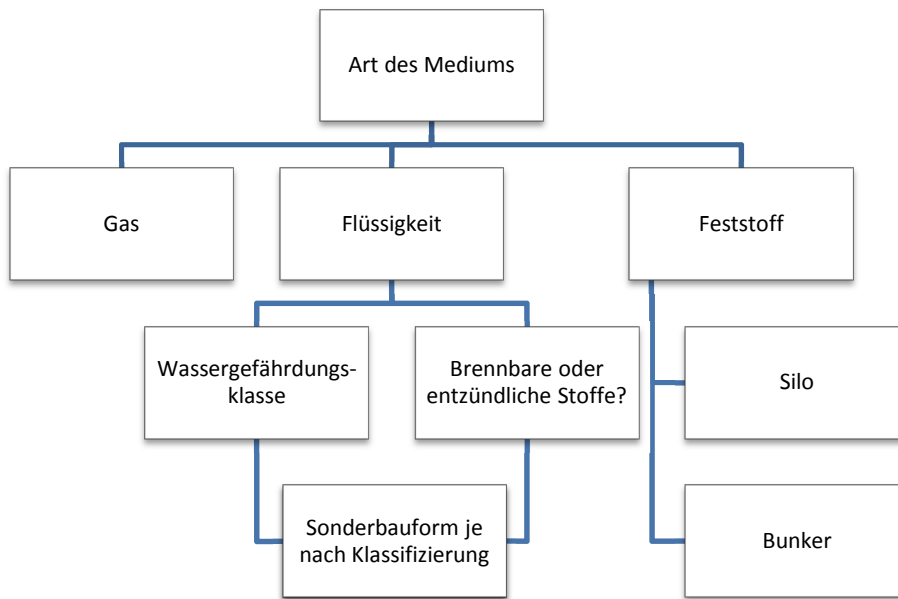 Art des Mediums
Gas
Flüssigkeit
Feststoff
Wassergefährdungs-
klasse
Brennbare oder
entzündliche Stoffe?
Silo
Sonderbauform je
nach Klassifizierung
Bunker